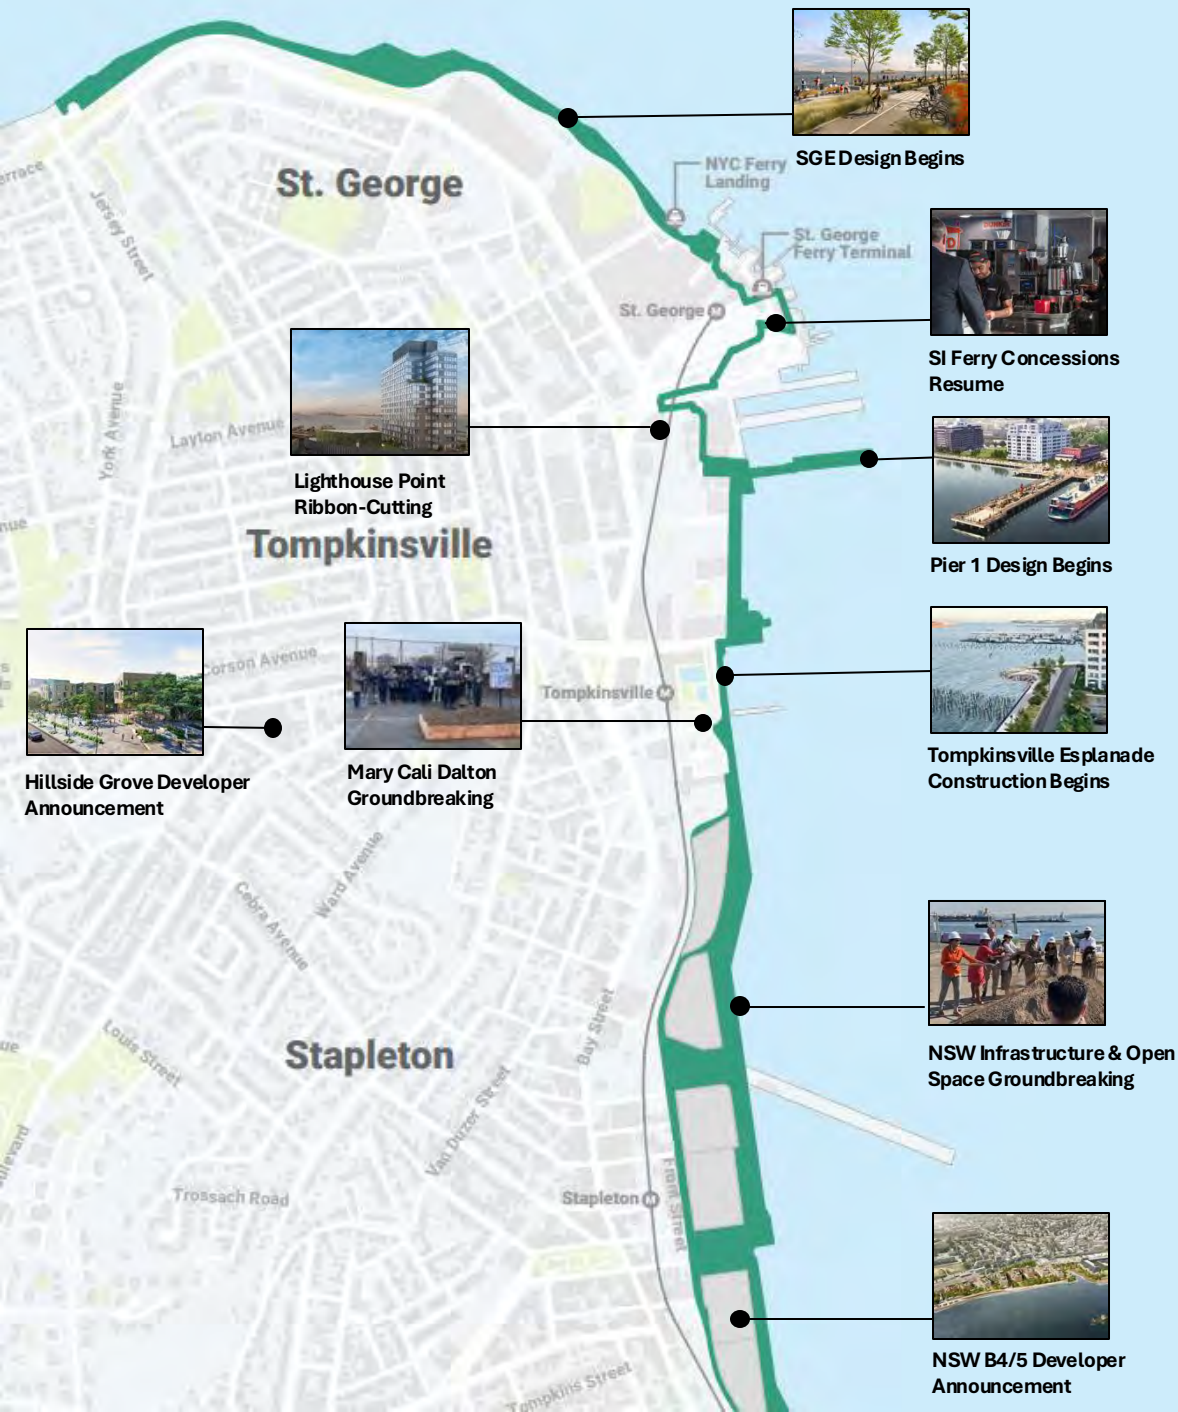 SGE Design Begins
NYC Ferry
Landing
St. George
St. George
Ferry Terminal
Jersey Street
St. George
SI Ferry Concessions
Resume
York Avenue
Layton Avenue
Lighthouse Point
Ribbon-Cutting
Tompkinsville
Pier 1 Design Begins
Corson Avenue
Tompkinsville
Hillside Grove Developer
Announcement
Mary Cali Dalton
Groundbreaking
Tompkinsville Esplanade
Construction Begins
Ward Avenue
Cebra Avenue
Bay Street
Louis Street
Stapleton
NSW Infrastructure & Open
Space Groundbreaking
Van Duzer Street
Trossach Road
Stapleton
Front Street
NSW B4/5 Developer
Announcement
Tompkins Street